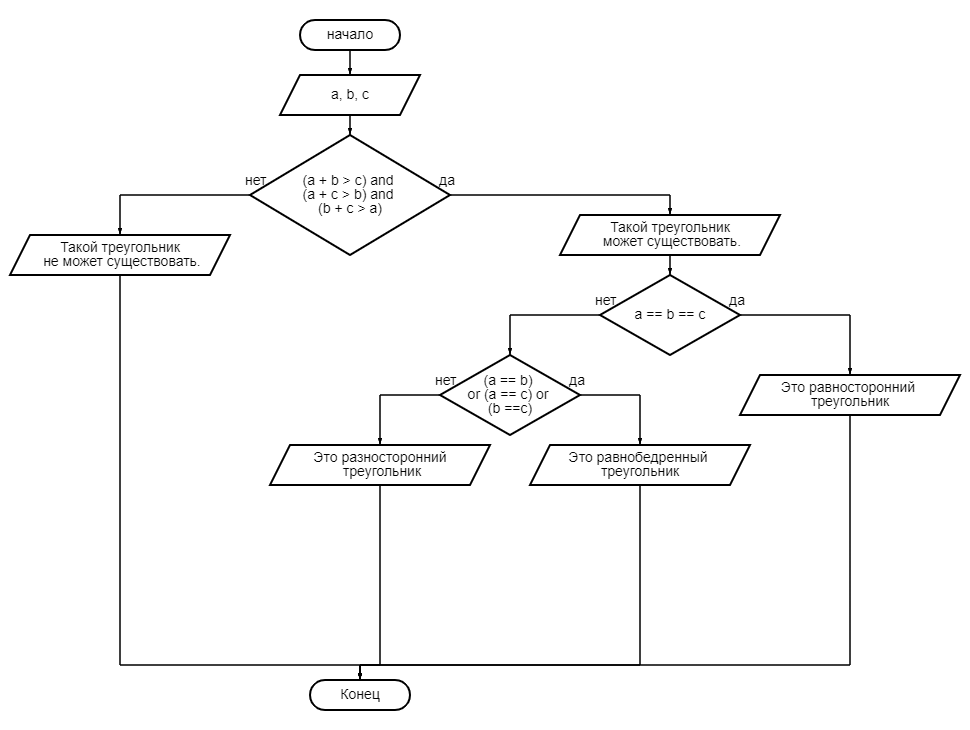 начало
a, b, c
нет
(a + b > c) and
(a + c > b) and
(b + c > a)
да
Такой треугольник
не может существовать.
Такой треугольник
может существовать.
нет
a == b == c
да
нет
(a == b)
or (a == c) or
(b ==c)
да
Это равносторонний
треугольник
Это разносторонний
треугольник
Это равнобедренный
треугольник
Конец